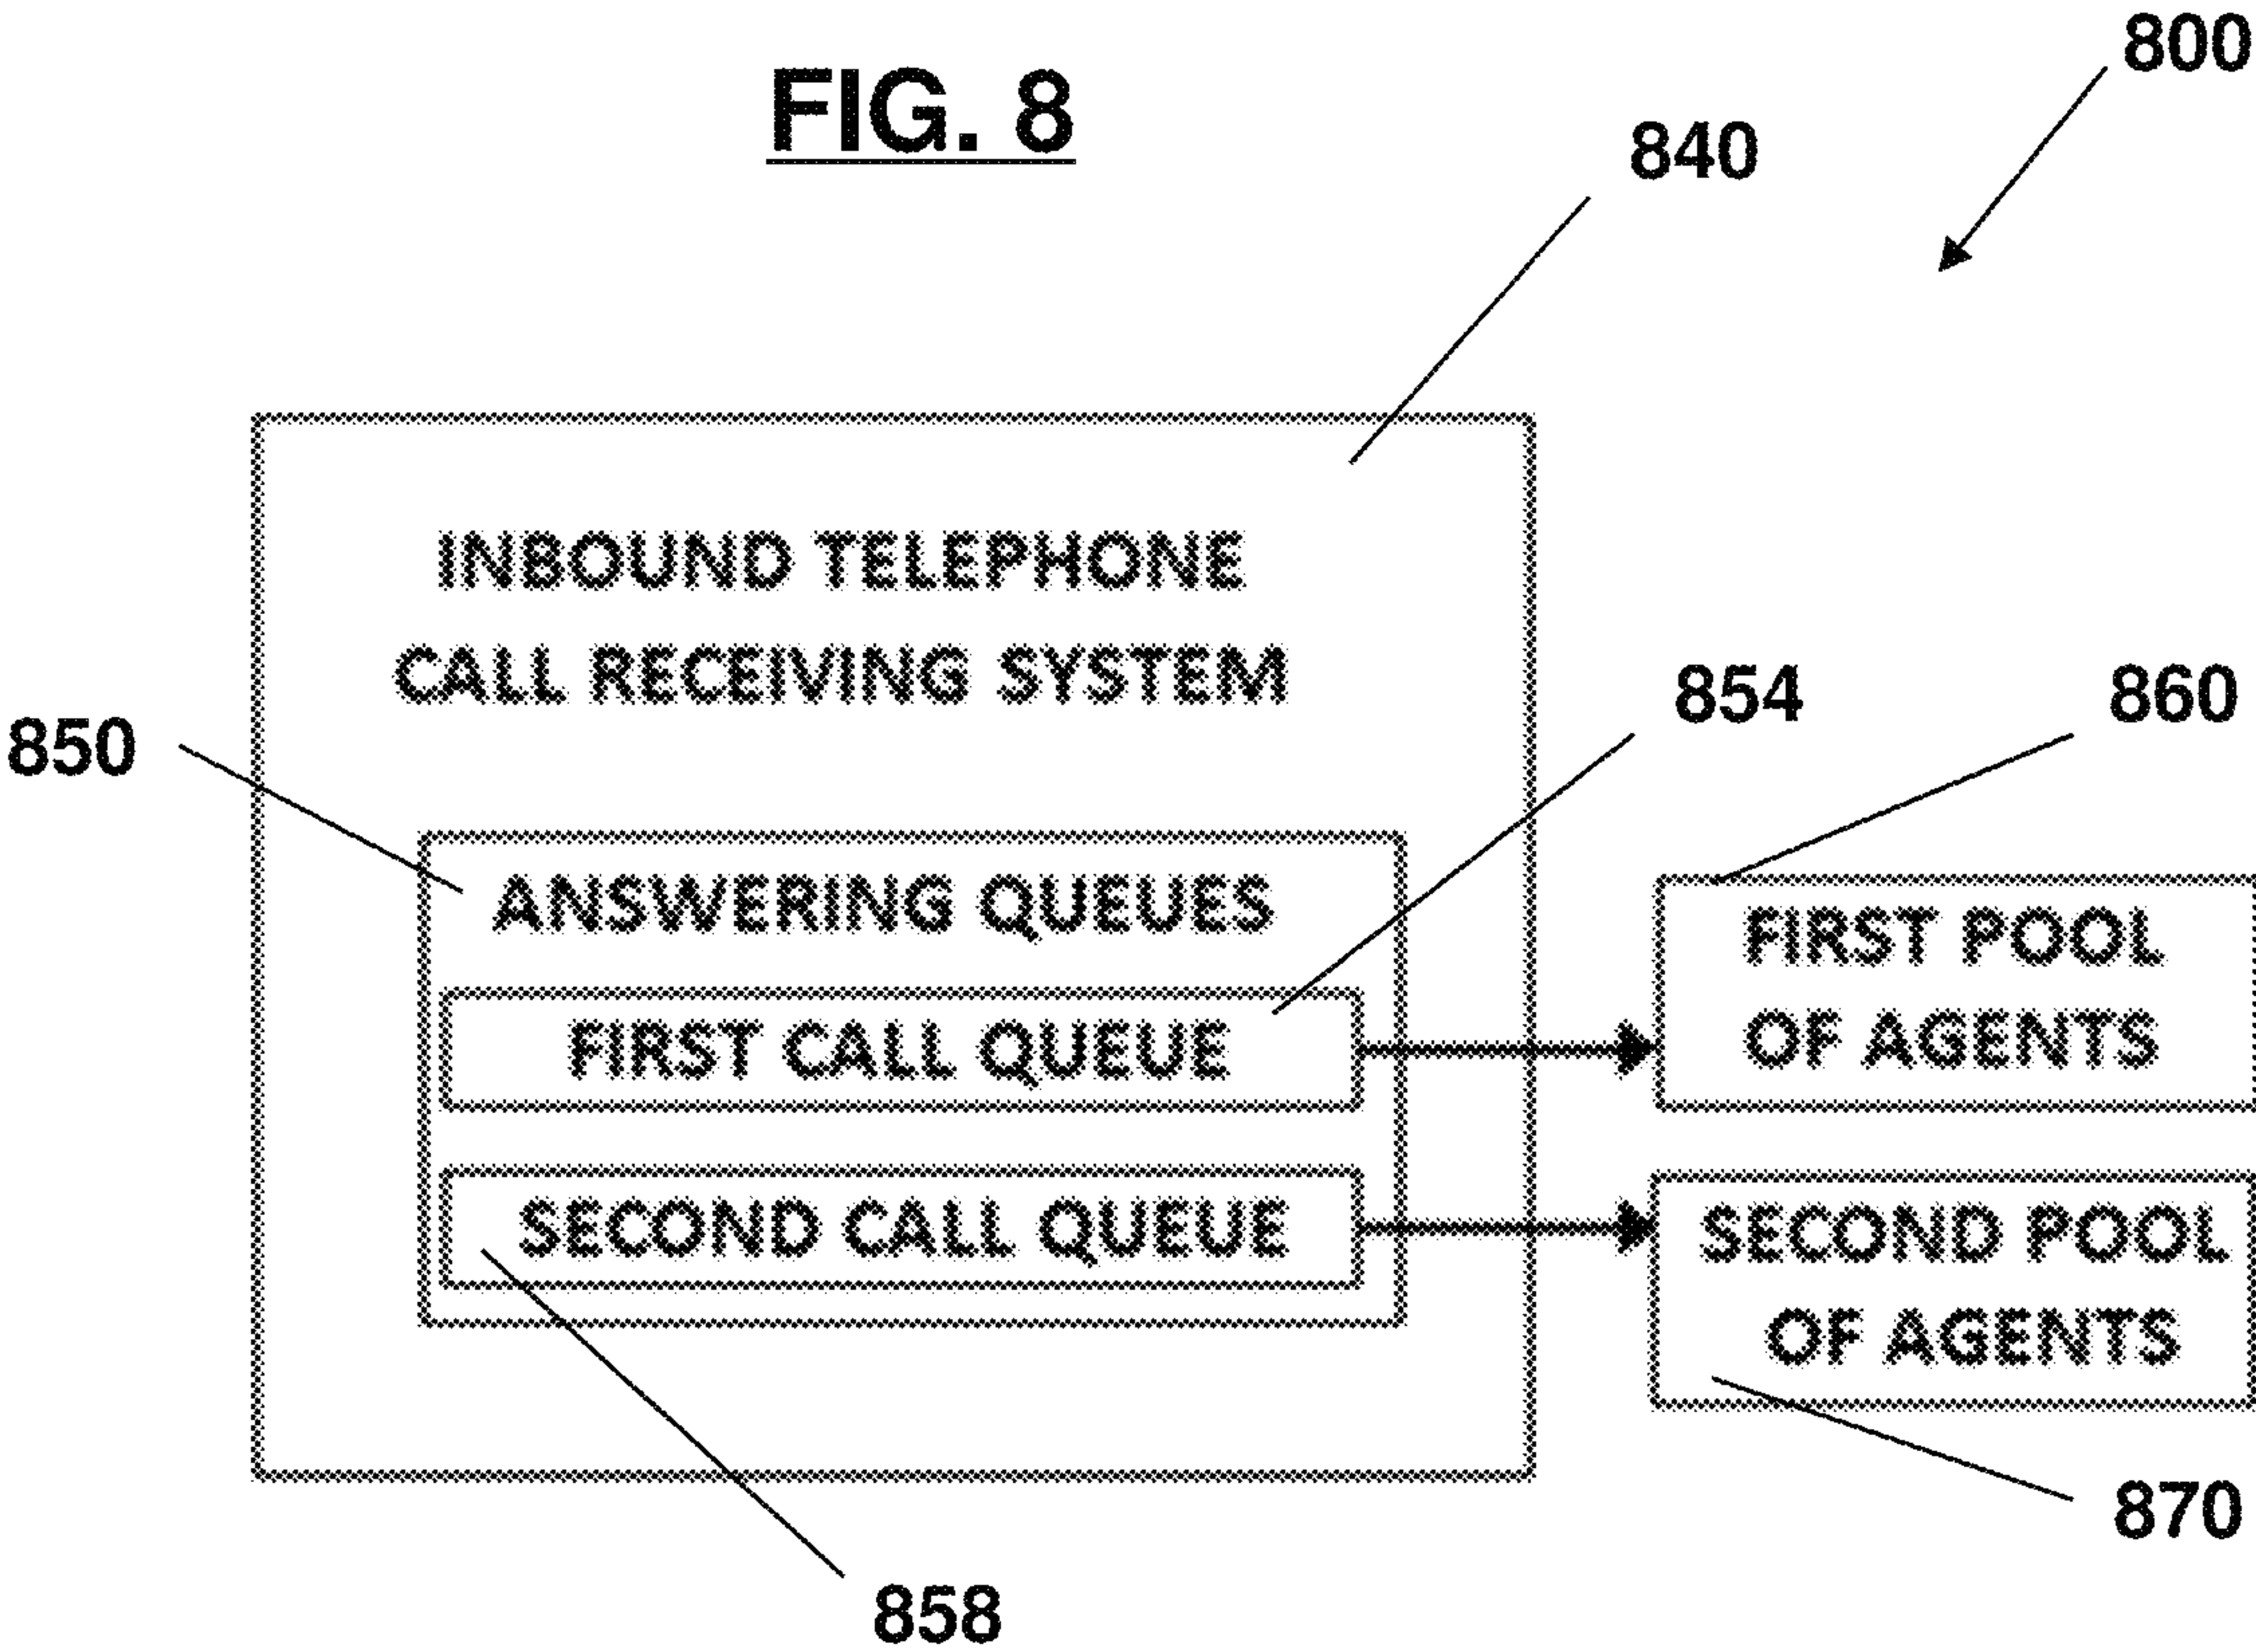 FIG. 8
800
840
INBOUND TELEPHONE
CALL RECEIVING SYSTEM
854
860
850
ANSWERING QUEUES
FIRST POOL
OF AGENTS
FIRST CALL QUEUE
SECOND CALL QUEUE
SECOND POOL
OF AGENTS
870
858